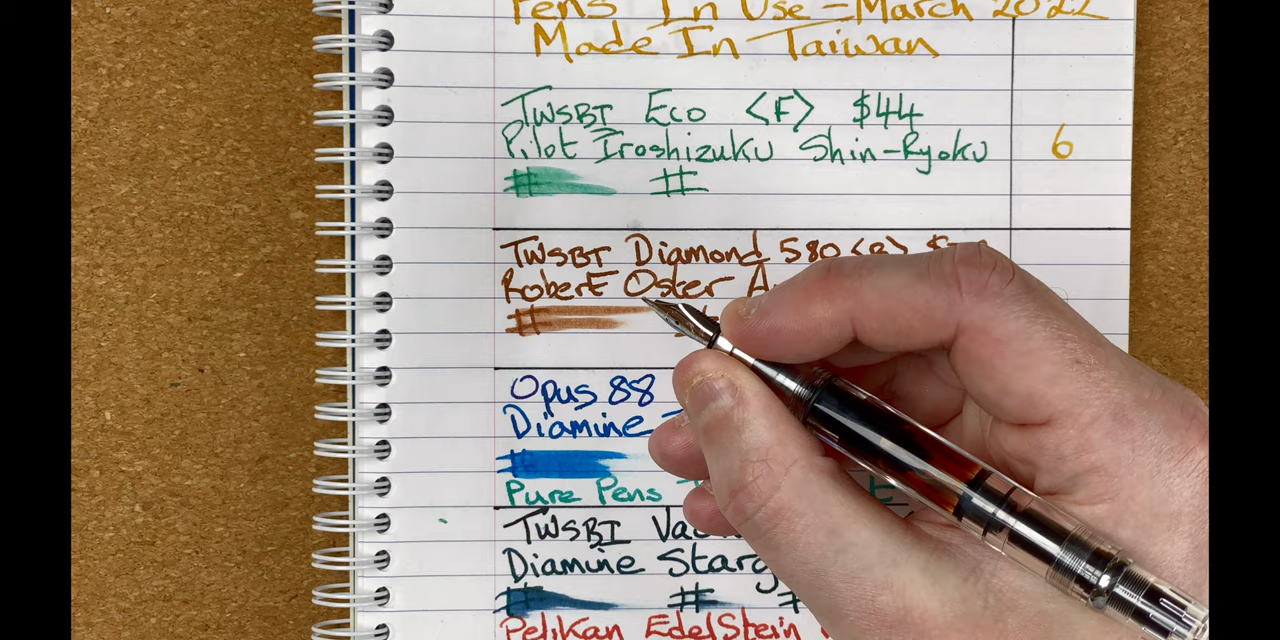 Pens In Use - March 2022
Made In Taiwan
TWSBI Eco <F> $44
Pilot Iroshizuku Shin-Ryoku
6
TWSBI Diamond 580 <B>
Robert Oster
Opus 88
Diamine
Pure Pens
TWSBI
Diamine
Pelikan Edelstein